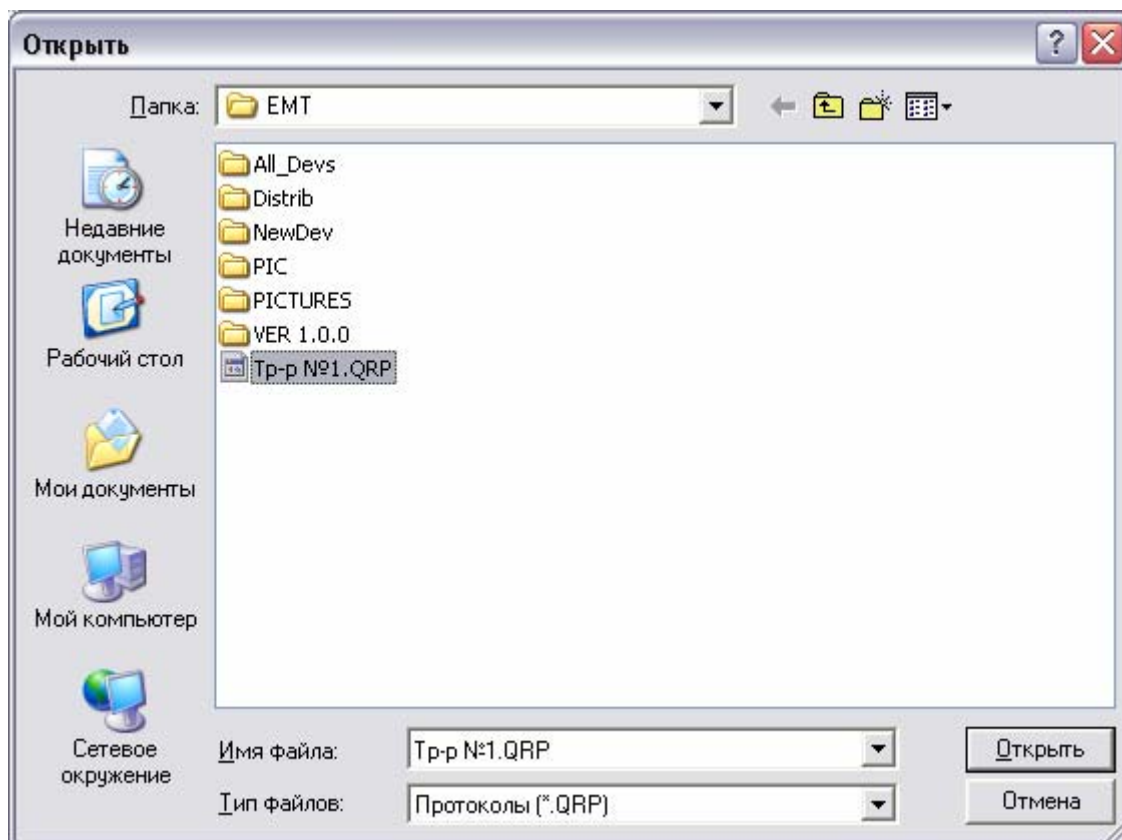 Открыть
Папка: EMT
All_Devs
Distrib
NewDev
PIC
PICTURES
VER 1.0.0
Тр-р №1.QRP
Недавние
документы
Рабочий стол
Мои документы
Мой компьютер
Сетевое
окружение
Имя файла: Тр-р №1.QRP Открыть
Тип файлов: Протоколы (*.QRP) Отмена